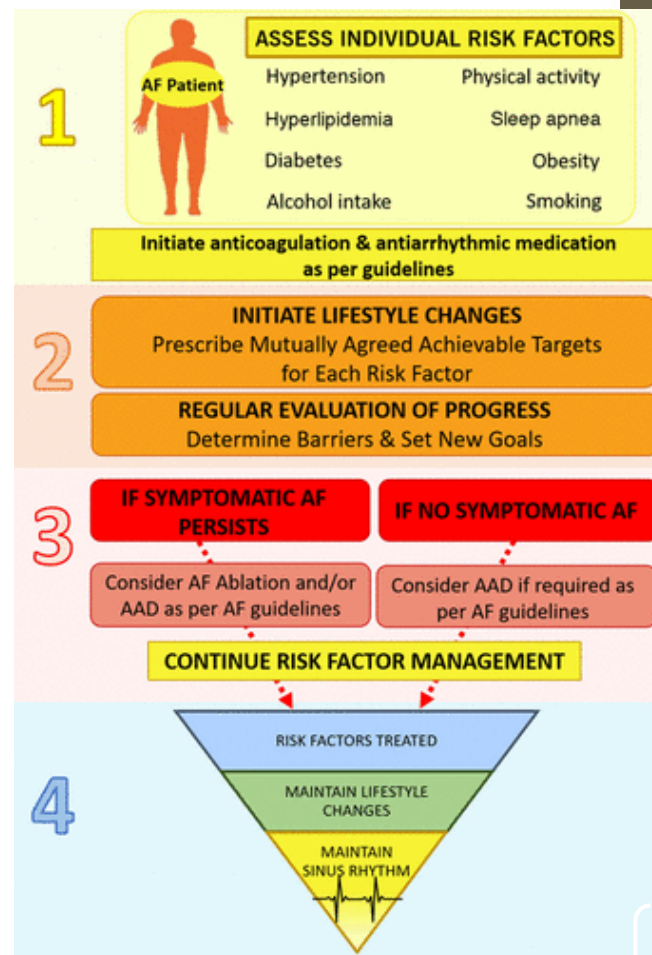 1
AF Patient
ASSESS INDIVIDUAL RISK FACTORS
Hypertension Physical activity
Hyperlipidemia Sleep apnea
Diabetes Obesity
Alcohol intake Smoking
Initiate anticoagulation & antiarrhythmic medication
as per guidelines
2
INITIATE LIFESTYLE CHANGES
Prescribe Mutually Agreed Achievable Targets
for Each Risk Factor
REGULAR EVALUATION OF PROGRESS
Determine Barriers & Set New Goals
3
IF SYMPTOMATIC AF
PERSISTS
Consider AF Ablation and/or
AAD as per AF guidelines
IF NO SYMPTOMATIC AF
Consider AAD if required as
per AF guidelines
CONTINUE RISK FACTOR MANAGEMENT
4
RISK FACTORS TREATED
MAINTAIN LIFESTYLE
CHANGES
MAINTAIN
SINUS RHYTHM